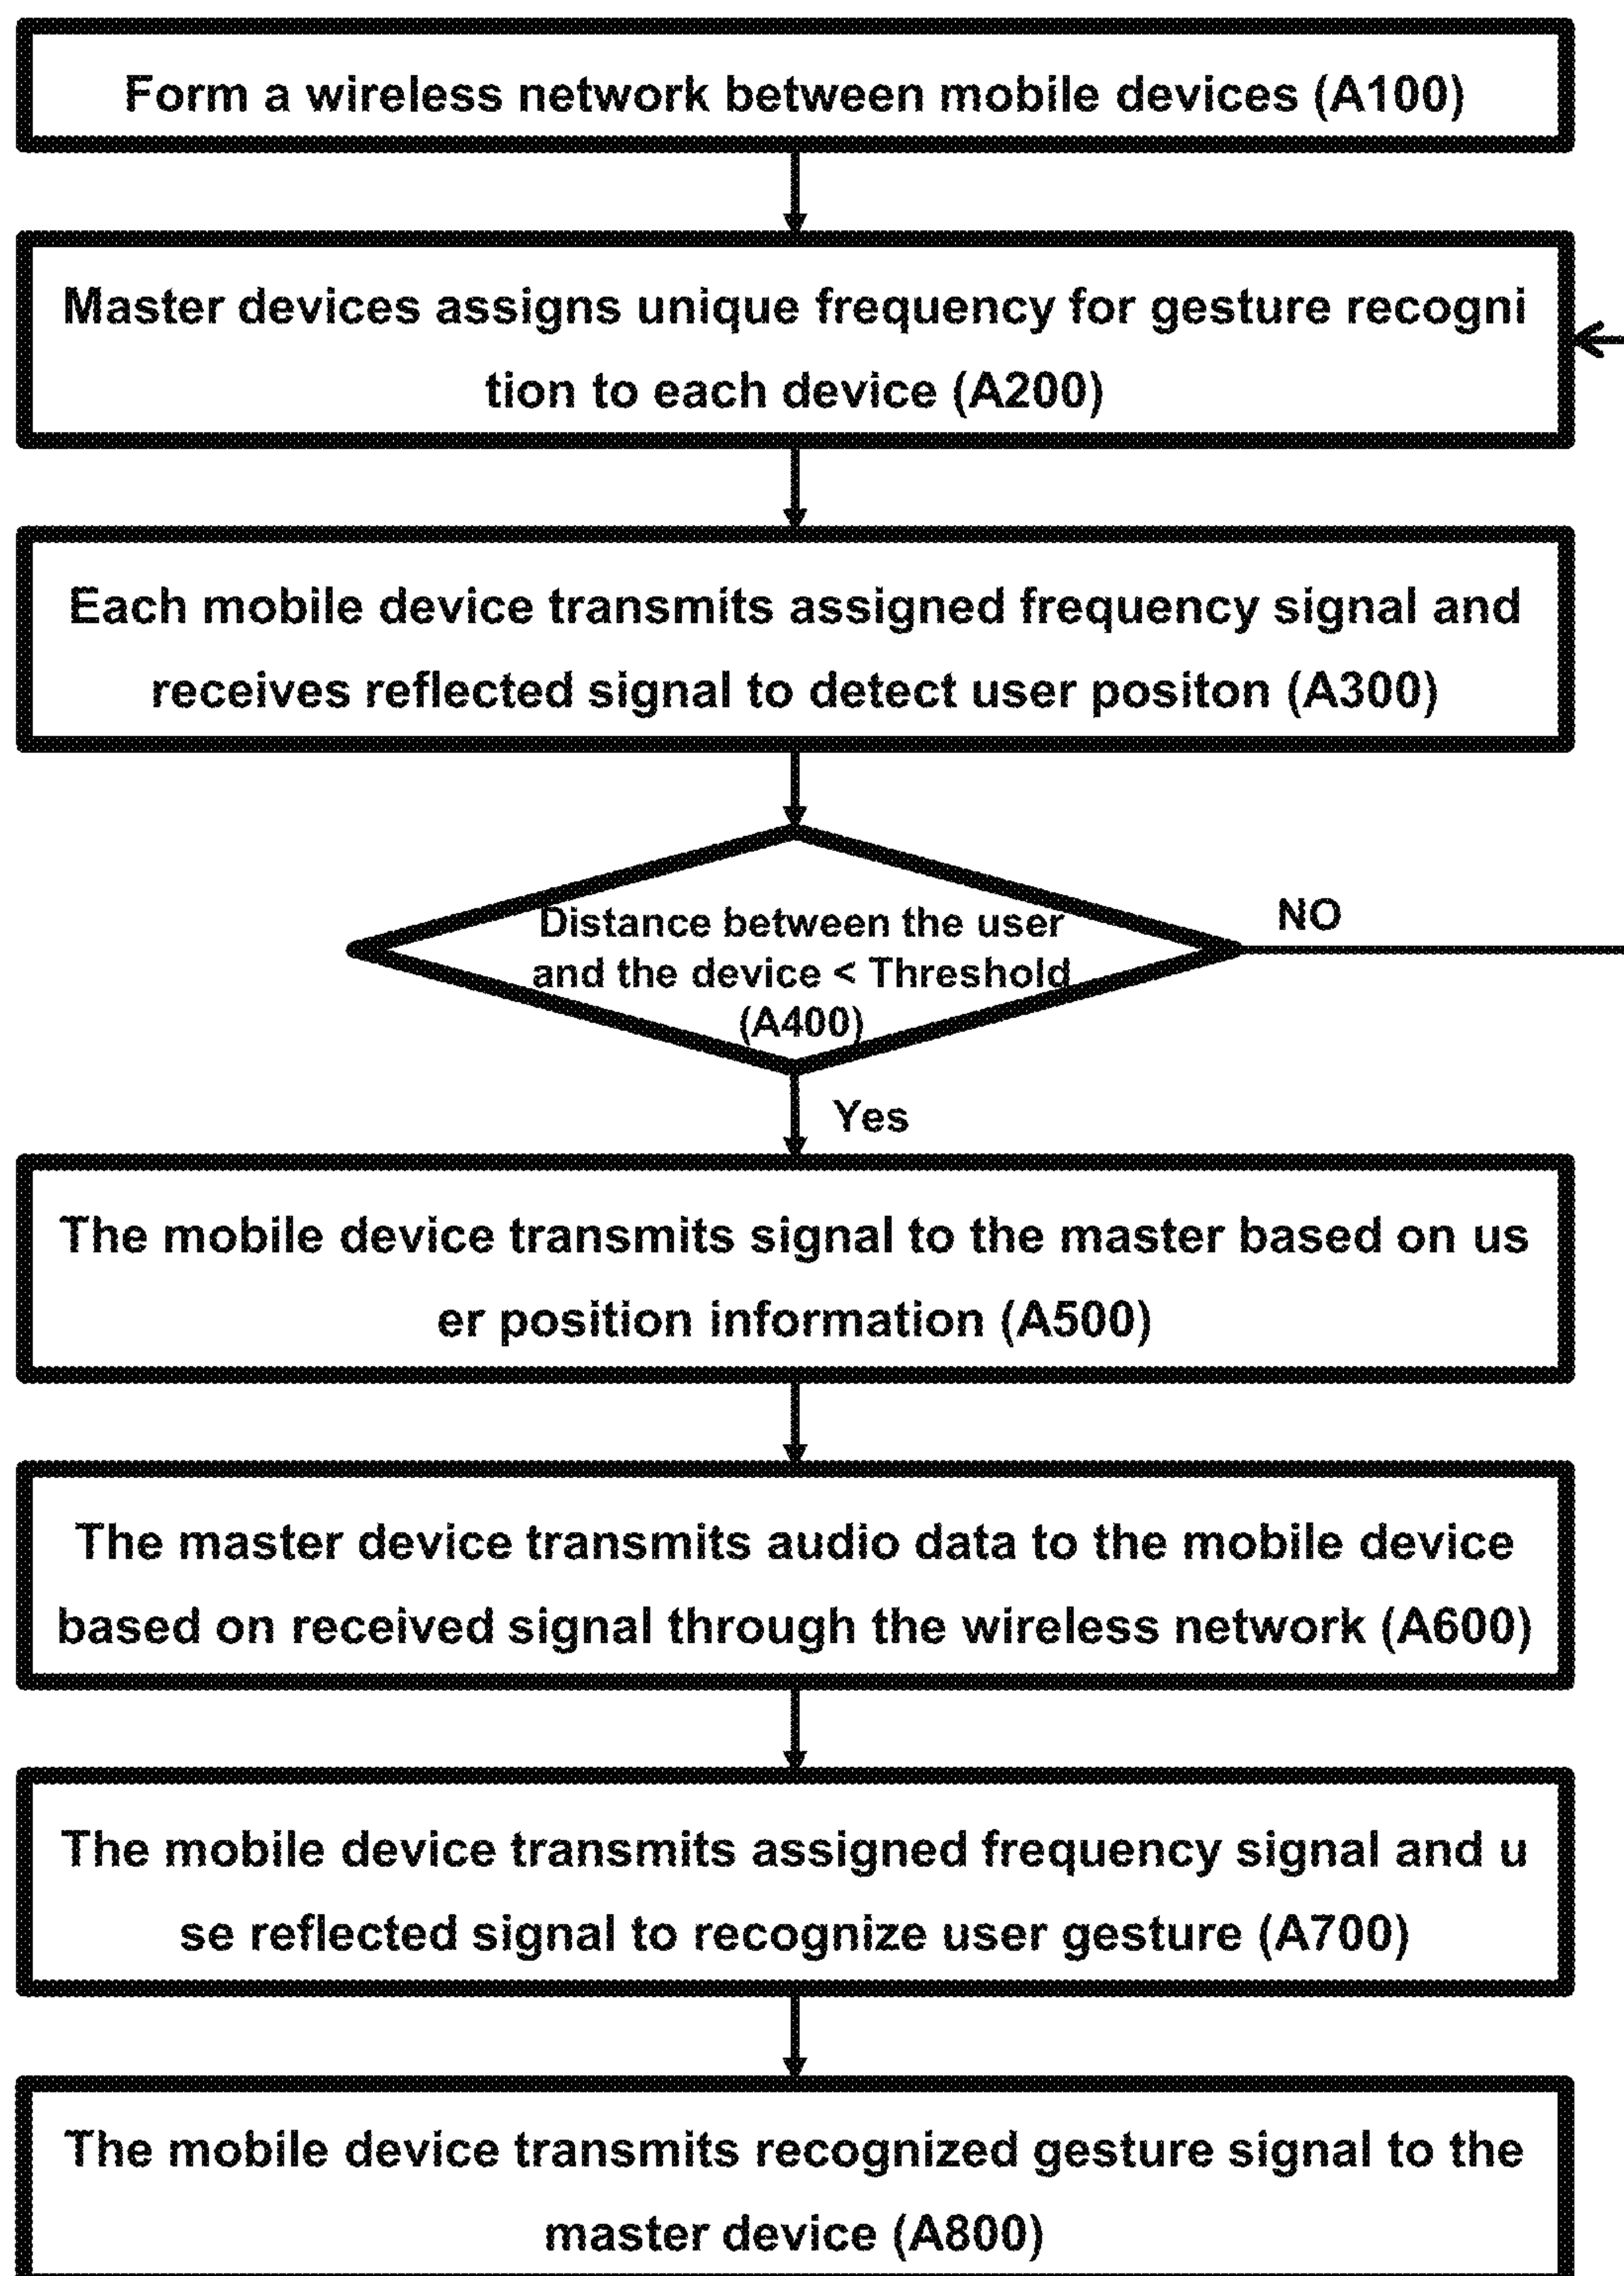 Form a wireless network between mobile devices (A100)
Master devices assigns unique frequency for gesture recogni
tion to each device (A200)
Each mobile device transmits assigned frequency signal and
receives reflected signal to detect user positon (A300)
Distance between the user
and the device < Threshold
(A400)
NO
Yes
The mobile device transmits signal to the master based on us
er position information (A500)
The master device transmits audio data to the mobile device
based on received signal through the wireless network (A600)
The mobile device transmits assigned frequency signal and u
se reflected signal to recognize user gesture (A700)
The mobile device transmits recognized gesture signal to the
master device (A800)